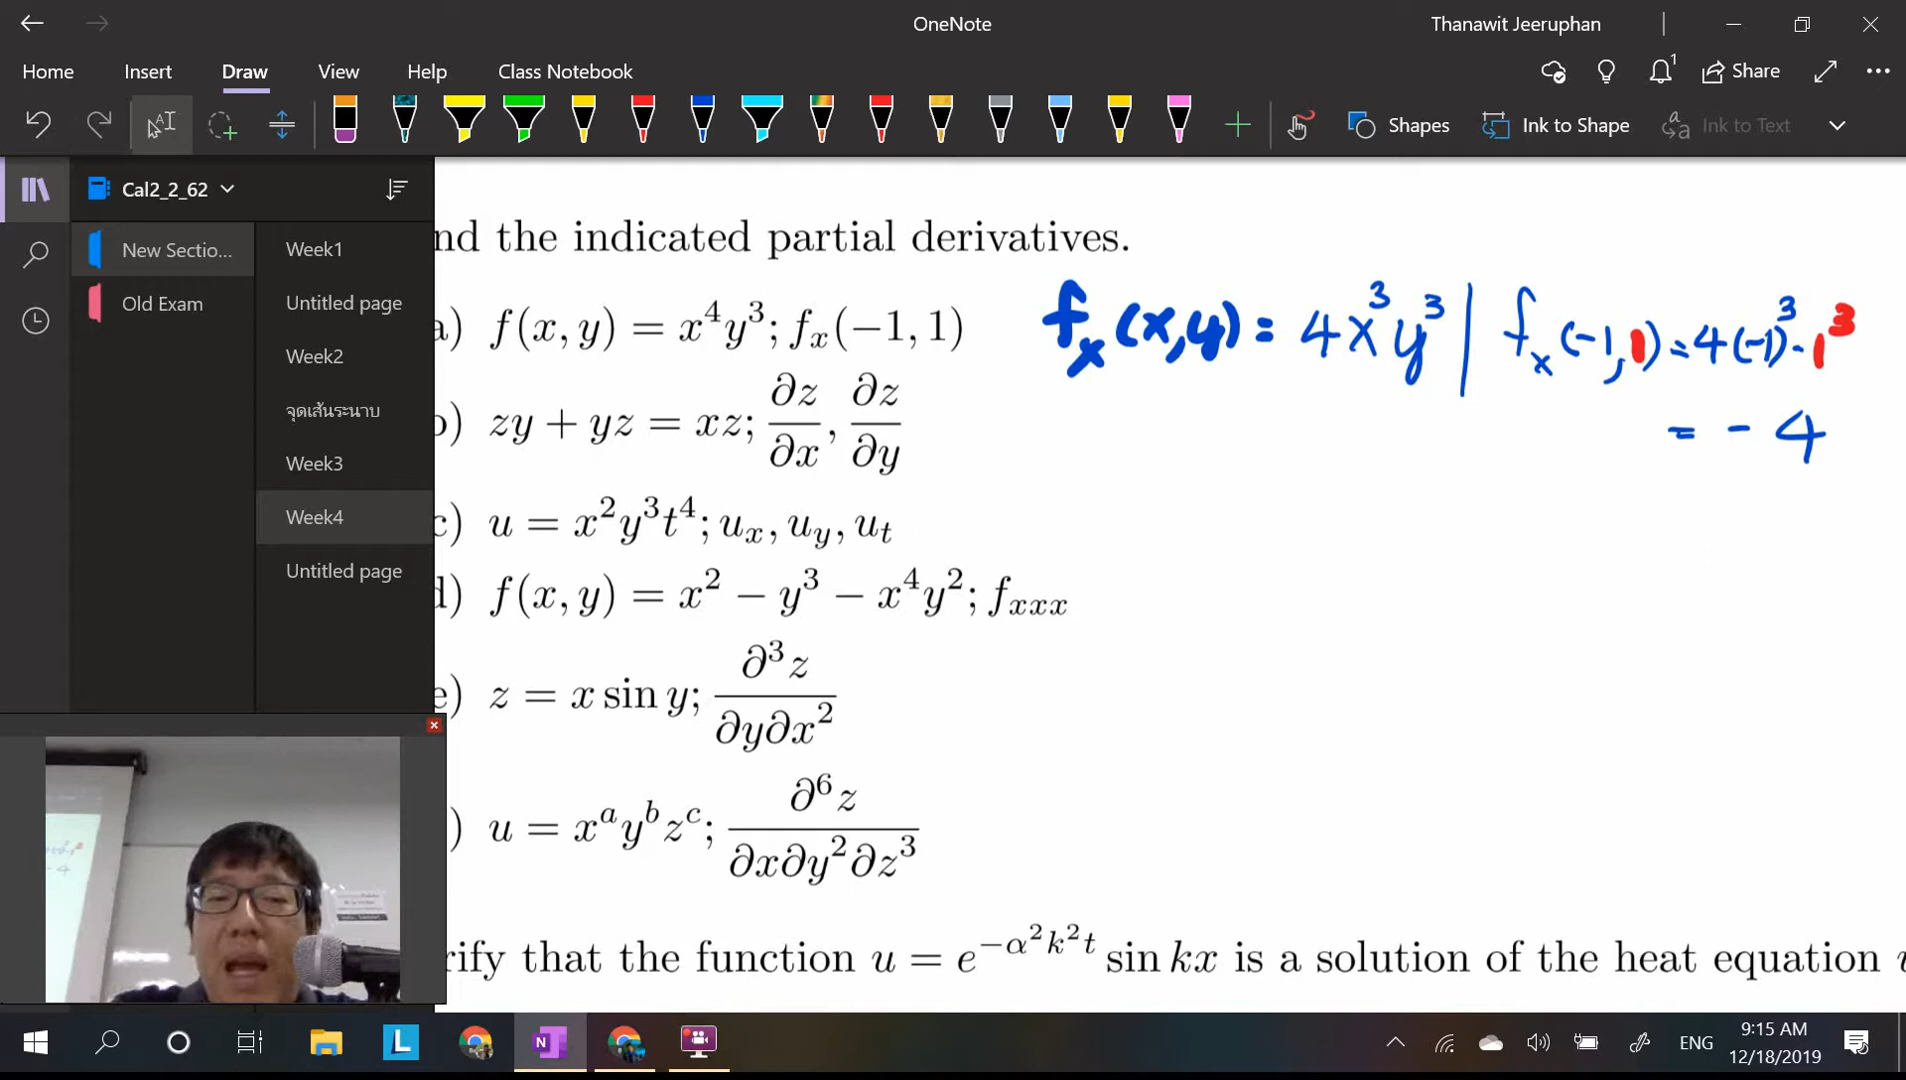 OneNote
Thanawit Jeeruphan
Home Insert Draw View Help Class Notebook
1
Share
Shapes
Ink to Shape
Ink to Text
Cal2_2_62
New Sectio...
Old Exam
Week1
Untitled page
Week2
จุดเส้นระนาบ
Week3
Week4
Untitled page
nd the indicated partial derivatives.
a) f(x, y) = x⁴y³; fₓ(−1, 1)
fₓ(x,y) = 4x³y³ | fₓ(-1,1) = 4(-1)³·1³
= - 4
b) zy + yz = xz; ∂z/∂x, ∂z/∂y
c) u = x²y³t⁴; uₓ, u_y, uₜ
d) f(x, y) = x² − y³ − x⁴y²; fₓₓₓ
e) z = x sin y; ∂³z/∂y∂x²
) u = xᵃyᵇzᶜ; ∂⁶z/∂x∂y²∂z³
rify that the function u = e^{−α²k²t} sin kx is a solution of the heat equation
ENG
9:15 AM
12/18/2019